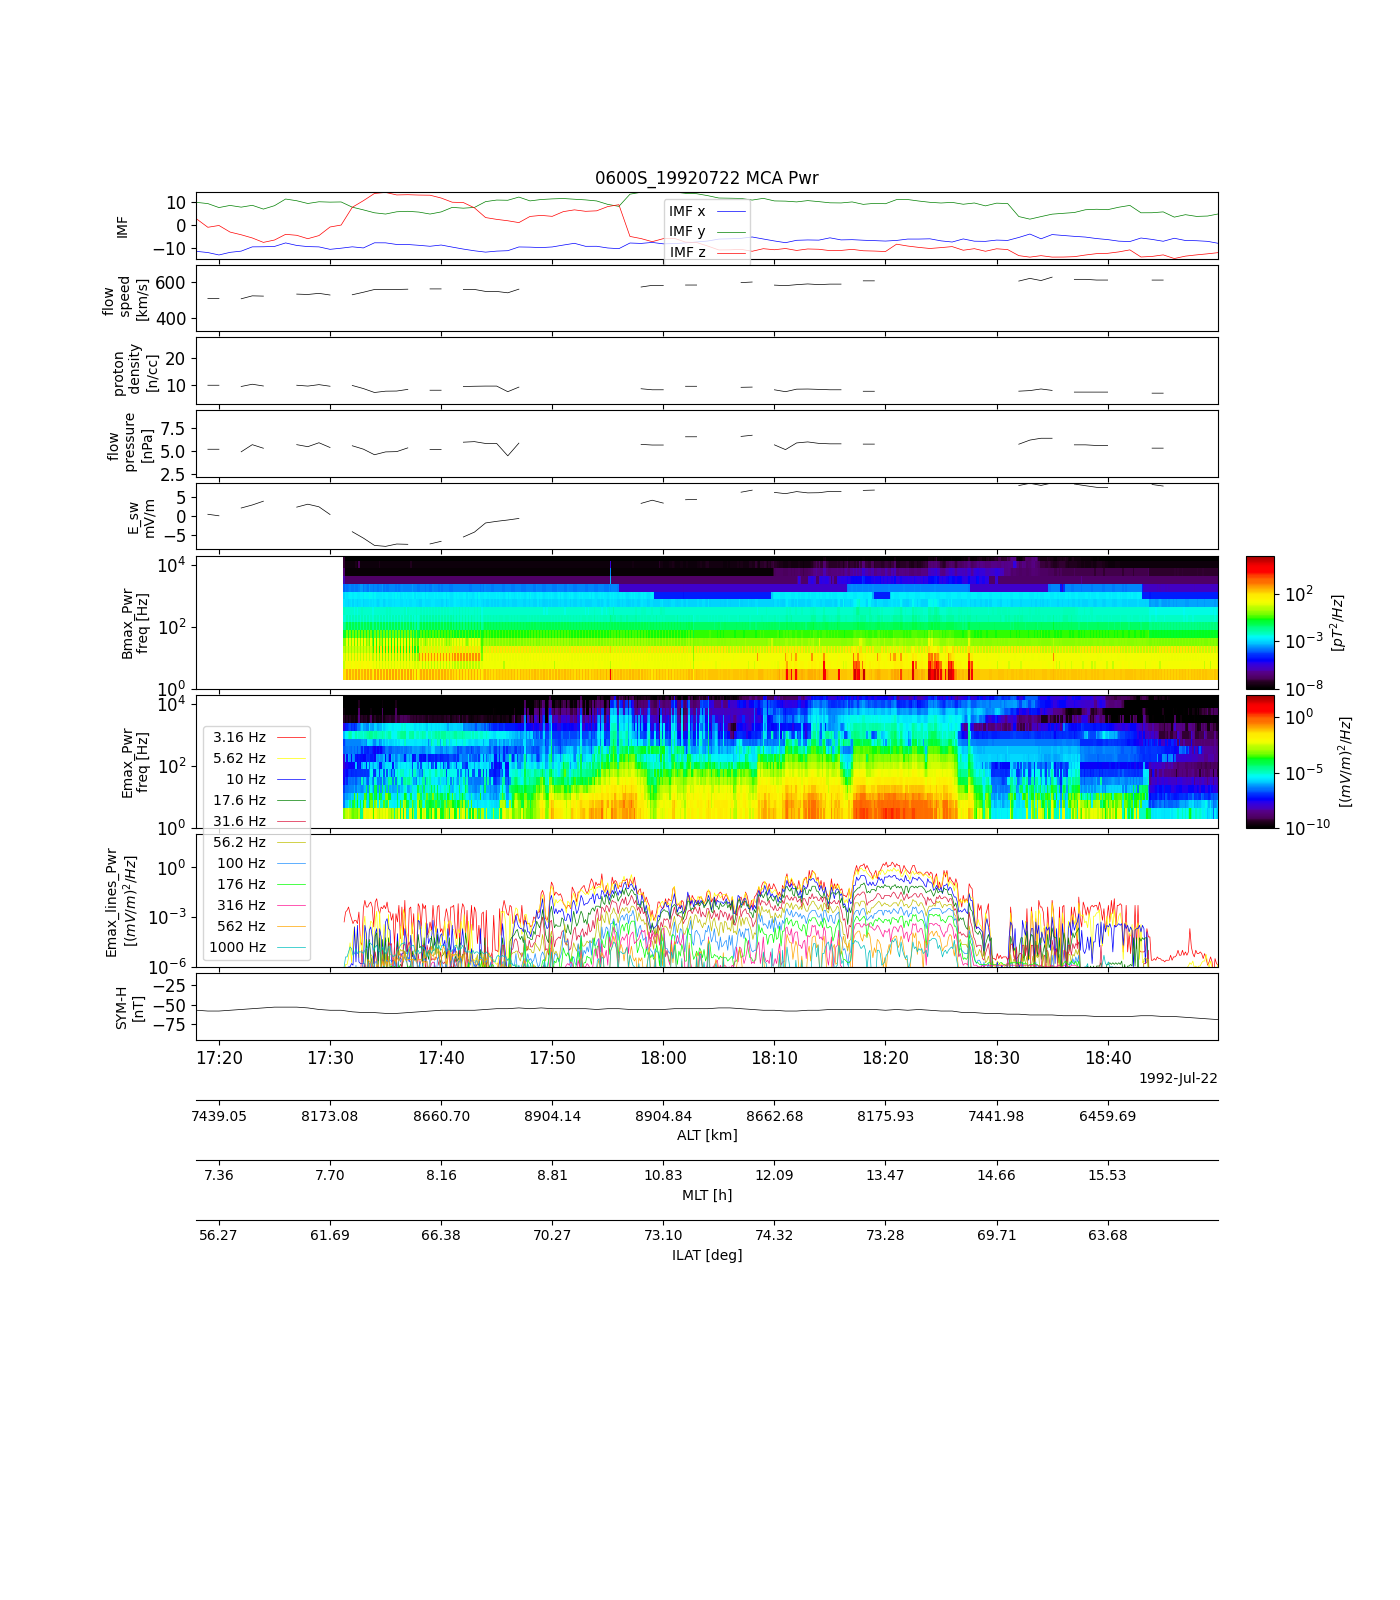 0600S_19920722 MCA Pwr
10
0
−10
IMF
IMF x
IMF y
IMF z
600
400
flow
speed
[km/s]
20
10
proton
density
[n/cc]
7.5
5.0
2.5
flow
pressure
[nPa]
5
0
−5
E_sw
mV/m
10^4
10^2
10^0
Bmax_Pwr
freq [Hz]
10^2
10^−3
10^−8
[pT^2/Hz]
10^4
10^2
10^0
Emax_Pwr
freq [Hz]
10^0
10^−5
10^−10
[(mV/m)^2/Hz]
3.16 Hz
5.62 Hz
10 Hz
17.6 Hz
31.6 Hz
56.2 Hz
100 Hz
176 Hz
316 Hz
562 Hz
1000 Hz
10^0
10^−3
10^−6
Emax_lines_Pwr
[(mV/m)^2/Hz]
−25
−50
−75
SYM-H
[nT]
17:20 17:30 17:40 17:50 18:00 18:10 18:20 18:30 18:40
1992-Jul-22
7439.05 8173.08 8660.70 8904.14 8904.84 8662.68 8175.93 7441.98 6459.69
ALT [km]
7.36 7.70 8.16 8.81 10.83 12.09 13.47 14.66 15.53
MLT [h]
56.27 61.69 66.38 70.27 73.10 74.32 73.28 69.71 63.68
ILAT [deg]